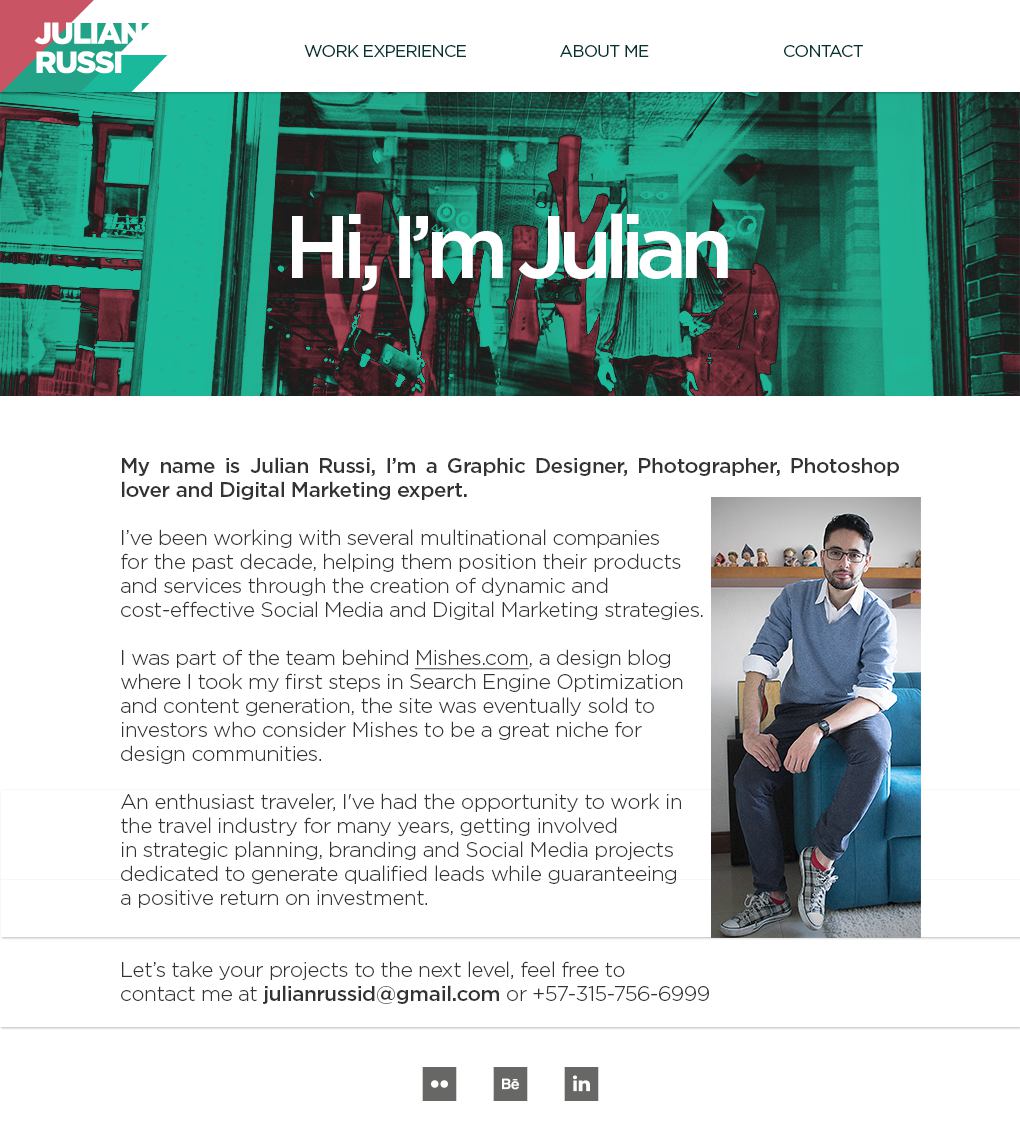 JULIAN
RUSSI
WORK EXPERIENCE
ABOUT ME
CONTACT
Hi, I’m Julian
My name is Julian Russi, I’m a Graphic Designer, Photographer, Photoshop
lover and Digital Marketing expert.
I’ve been working with several multinational companies
for the past decade, helping them position their products
and services through the creation of dynamic and
cost-effective Social Media and Digital Marketing strategies.
I was part of the team behind Mishes.com, a design blog
where I took my first steps in Search Engine Optimization
and content generation, the site was eventually sold to
investors who consider Mishes to be a great niche for
design communities.
An enthusiast traveler, I've had the opportunity to work in
the travel industry for many years, getting involved
in strategic planning, branding and Social Media projects
dedicated to generate qualified leads while guaranteeing
a positive return on investment.
Let’s take your projects to the next level, feel free to
contact me at julianrussid@gmail.com or +57-315-756-6999
Bē
in